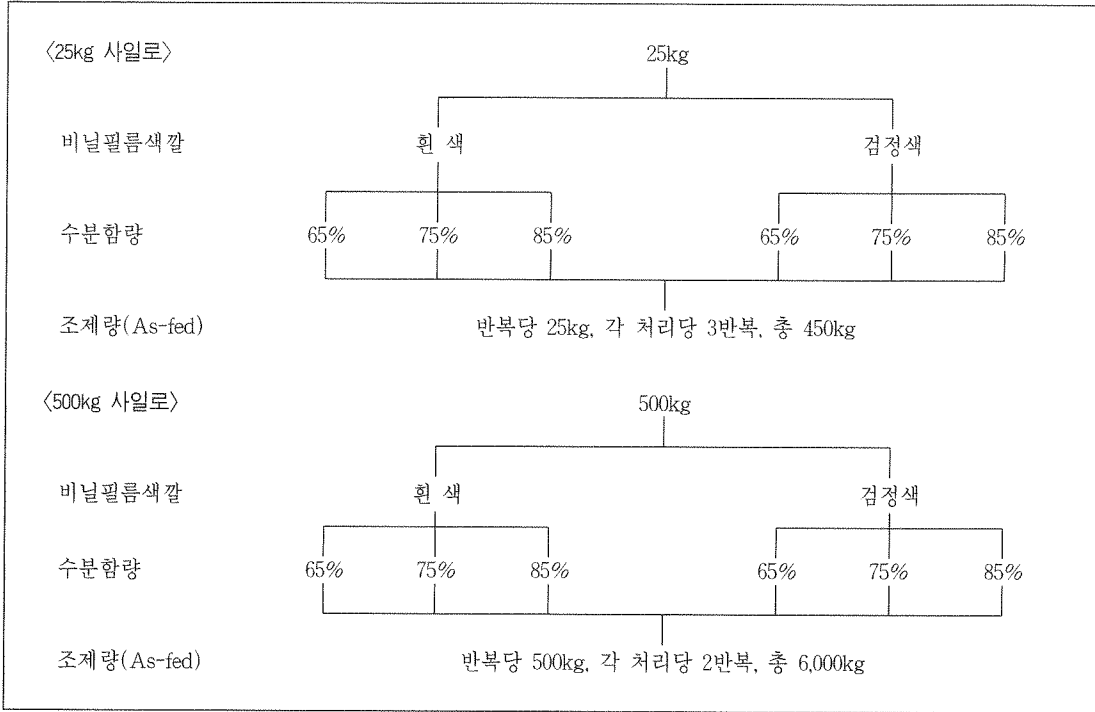 〈25kg 사일로〉 25kg
비닐필름색깔 흰 색 검정색
수분함량 65% 75% 85% 65% 75% 85%
조제량(As-fed) 반복당 25kg, 각 처리당 3반복, 총 450kg
〈500kg 사일로〉 500kg
비닐필름색깔 흰 색 검정색
수분함량 65% 75% 85% 65% 75% 85%
조제량(As-fed) 반복당 500kg, 각 처리당 2반복, 총 6,000kg